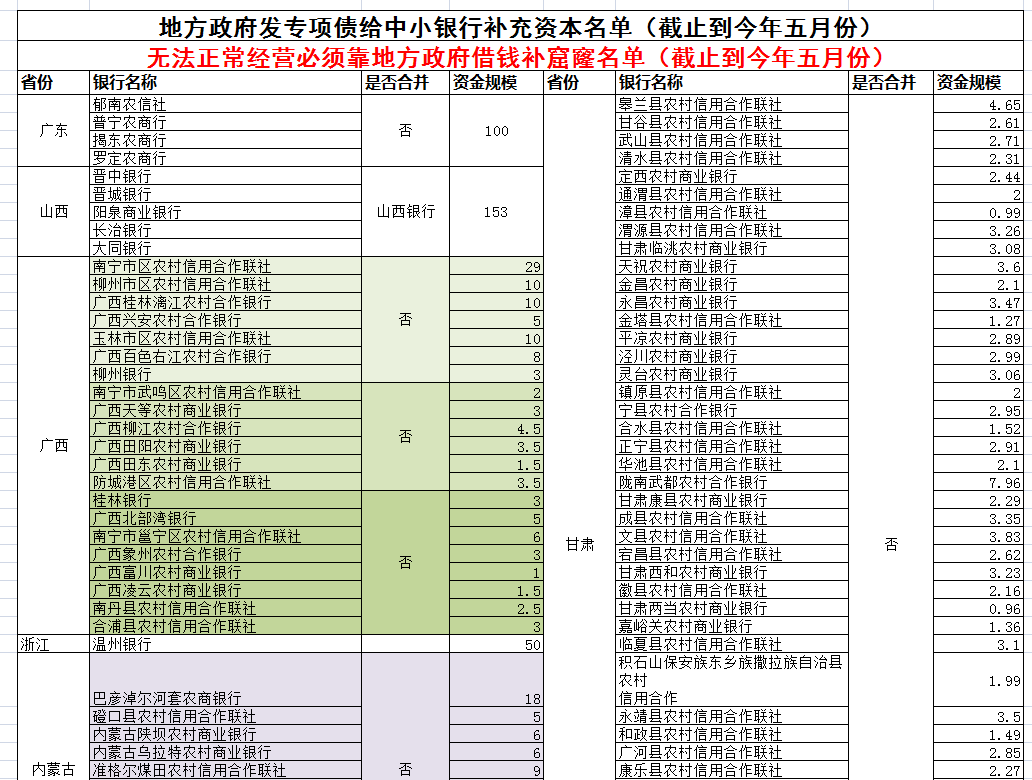 地方政府发专项债给中小银行补充资本名单（截止到今年五月份）
无法正常经营必须靠地方政府借钱补窟窿名单（截止到今年五月份）
省份 银行名称 是否合并 资金规模 省份 银行名称 是否合并 资金规模
广东
郁南农信社
普宁农商行
揭东农商行
罗定农商行
否
100
山西
晋中银行
晋城银行
阳泉商业银行
长治银行
大同银行
山西银行
153
广西
南宁市区农村信用合作联社 29
柳州市区农村信用合作联社 10
广西桂林漓江农村合作银行 10
广西兴安农村合作银行 5
玉林市区农村信用合作联社 10
广西百色右江农村合作银行 8
柳州银行 3
否
南宁市武鸣区农村信用合作联社 2
广西天等农村商业银行 3
广西柳江农村合作银行 4.5
广西田阳农村商业银行 3.5
广西田东农村商业银行 1.5
防城港区农村信用合作联社 3.5
否
桂林银行 3
广西北部湾银行 5
南宁市邕宁区农村信用合作联社 6
广西象州农村合作银行 3
广西富川农村商业银行 1
广西凌云农村商业银行 1.5
南丹县农村信用合作联社 2.5
合浦县农村信用合作联社 3
否
浙江 温州银行 50
内蒙古
巴彦淖尔河套农商银行 18
磴口县农村信用合作联社 5
内蒙古陕坝农村商业银行 6
内蒙古乌拉特农村商业银行 6
准格尔煤田农村信用合作联社 9
否
甘肃
皋兰县农村信用合作联社 4.65
甘谷县农村信用合作联社 2.61
武山县农村信用合作联社 2.71
清水县农村信用合作联社 2.31
定西农村商业银行 2.44
通渭县农村信用合作联社 2
漳县农村信用合作联社 0.99
渭源县农村信用合作联社 3.26
甘肃临洮农村商业银行 3.08
天祝农村商业银行 3.6
金昌农村商业银行 2.1
永昌农村商业银行 3.47
金塔县农村信用合作联社 1.27
平凉农村商业银行 2.89
泾川农村商业银行 2.99
灵台农村商业银行 3.06
镇原县农村信用合作联社 2
宁县农村合作银行 2.95
合水县农村信用合作联社 1.52
正宁县农村信用合作联社 2.91
华池县农村信用合作联社 2.1
陇南武都农村合作银行 7.96
甘肃康县农村商业银行 2.29
成县农村信用合作联社 3.35
文县农村信用合作联社 3.83
宕昌县农村信用合作联社 2.62
甘肃西和农村商业银行 3.23
徽县农村信用合作联社 2.16
甘肃两当农村商业银行 0.96
嘉峪关农村商业银行 1.36
临夏县农村信用合作联社 3.1
积石山保安族东乡族撒拉族自治县
农村
信用合作 1.99
永靖县农村信用合作联社 3.5
和政县农村信用合作联社 1.49
广河县农村信用合作联社 2.85
康乐县农村信用合作联社 2.27
否